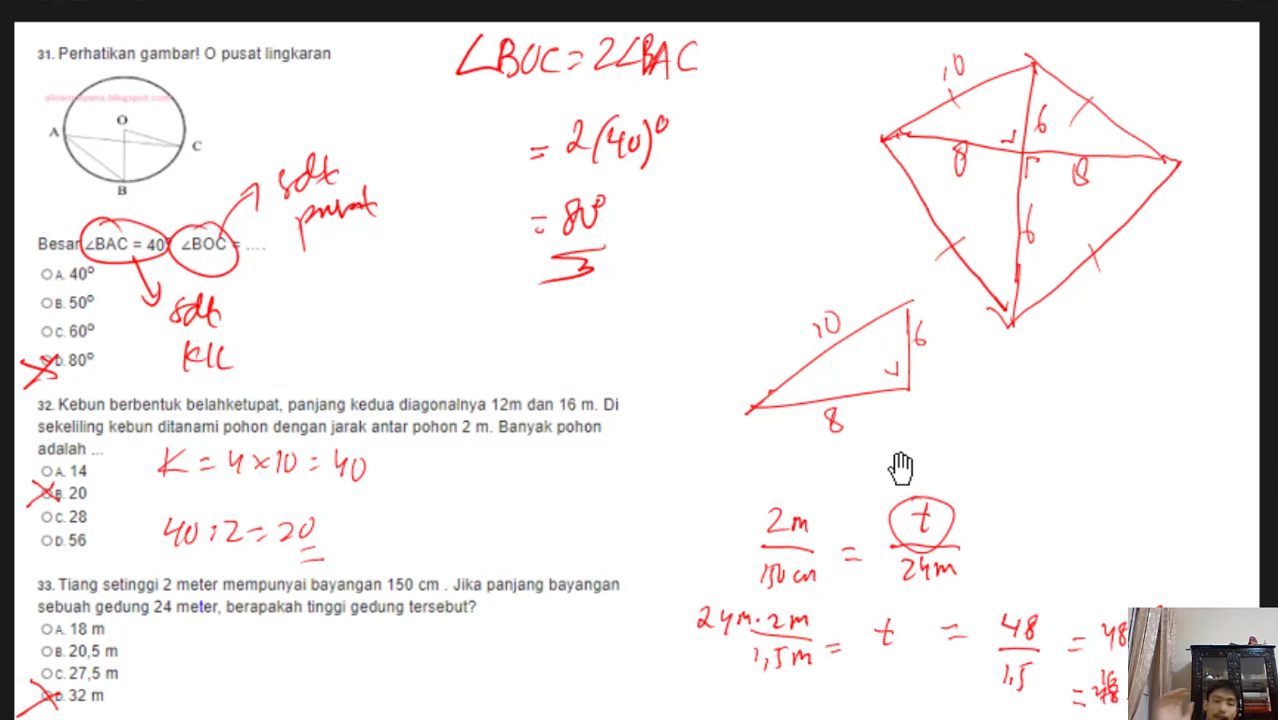 31. Perhatikan gambar! O pusat lingkaran
O
A
C
B
Besar ∠BAC = 40° ∠BOC = ....
sdt
pusat
sdt
kll
A. 40°
B. 50°
C. 60°
D. 80°
∠BOC = 2∠BAC
= 2(40)°
= 80°
32. Kebun berbentuk belahketupat, panjang kedua diagonalnya 12m dan 16 m. Di
sekeliling kebun ditanami pohon dengan jarak antar pohon 2 m. Banyak pohon
adalah ...
A. 14
B. 20
C. 28
D. 56
K = 4 x 10 = 40
40 : 2 = 20
33. Tiang setinggi 2 meter mempunyai bayangan 150 cm . Jika panjang bayangan
sebuah gedung 24 meter, berapakah tinggi gedung tersebut?
A. 18 m
B. 20,5 m
C. 27,5 m
D. 32 m
10
6
8
8
6
10
6
8
2m
150 cm
=
t
24m
24m . 2m
1,5m
= t =
48
1,5
= 48
=